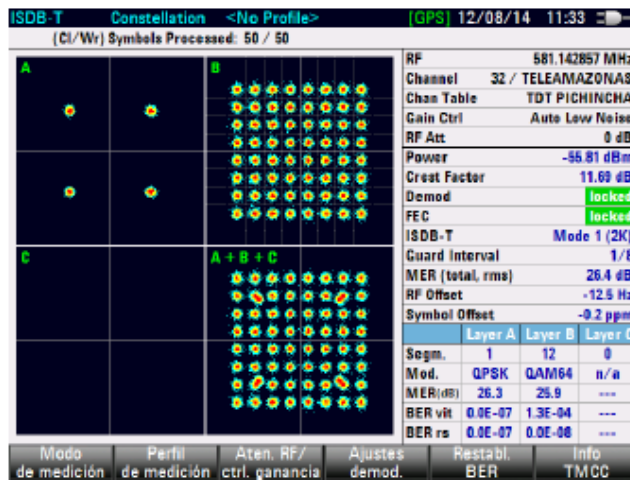 ISDB-T Constellation <No Profile> [GPS] 12/08/14 11:33
(Cl/Wr) Symbols Processed: 50 / 50
A
B
C
A + B + C
RF 581.142857 MHz
Channel 32 / TELEAMAZONAS
Chan Table TDT PICHINCHA
Gain Ctrl Auto Low Noise
RF Att 0 dB
Power -55.81 dBm
Crest Factor 11.69 dB
Demod locked
FEC locked
ISDB-T Mode 1 (2K)
Guard Interval 1/8
MER (total, rms) 26.4 dB
RF Offset -12.5 Hz
Symbol Offset -0.2 ppm
Layer A Layer B Layer C
Segm. 1 12 0
Mod. QPSK QAM64 n/a
MER(dB) 26.3 25.9 ---
BER vit 0.0E-07 1.3E-04 ---
BER rs 0.0E-07 0.0E-08 ---
Modo de medición
Perfil de medición
Aten. RF/ ctrl. ganancia
Ajustes demod.
Restabl. BER
Info TMCC